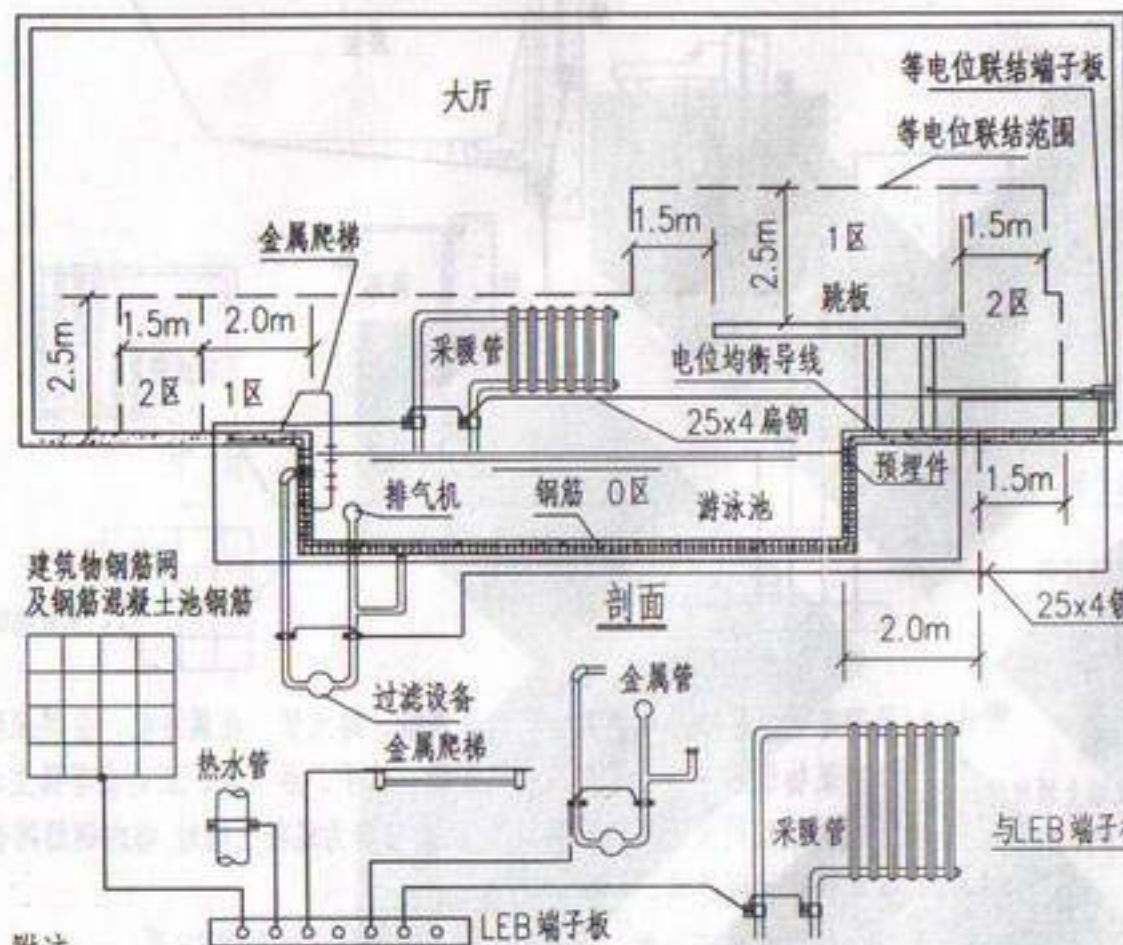 等电位联结端子板
大厅
等电位联结范围
1.5m
2.5m
1区
1.5m
金属爬梯
跳板
2区
1.5m
2.0m
2.5m
采暖管
电位均衡导线
2区
1区
25x4扁钢
预埋件
排气机
钢筋
0区
游泳池
1.5m
建筑物钢筋网
及钢筋混凝土池钢筋
剖面
25x4
2.0m
过滤设备
金属管
金属爬梯
热水管
采暖管
与LEB端子
LEB端子板
附注